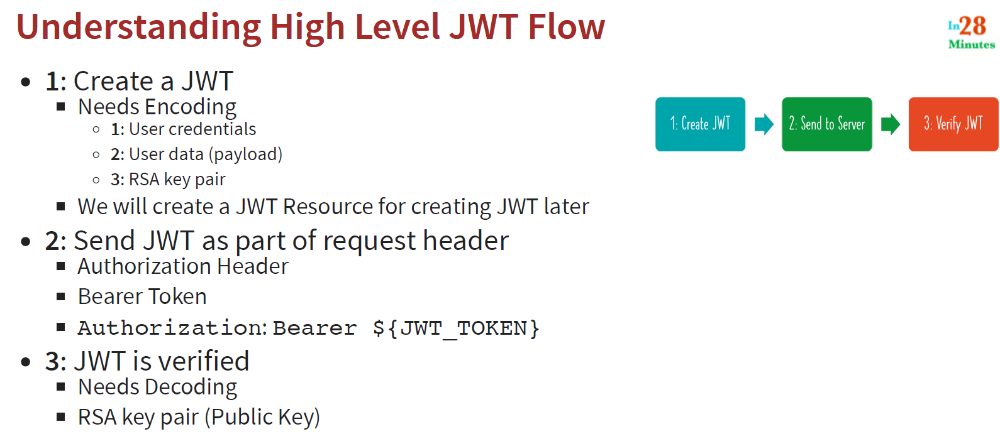 Understanding High Level JWT Flow
In28
Minutes
1: Create a JWT
Needs Encoding
1: User credentials
2: User data (payload)
3: RSA key pair
We will create a JWT Resource for creating JWT later
2: Send JWT as part of request header
Authorization Header
Bearer Token
Authorization: Bearer ${JWT_TOKEN}
3: JWT is verified
Needs Decoding
RSA key pair (Public Key)
1: Create JWT
2: Send to Server
3: Verify JWT